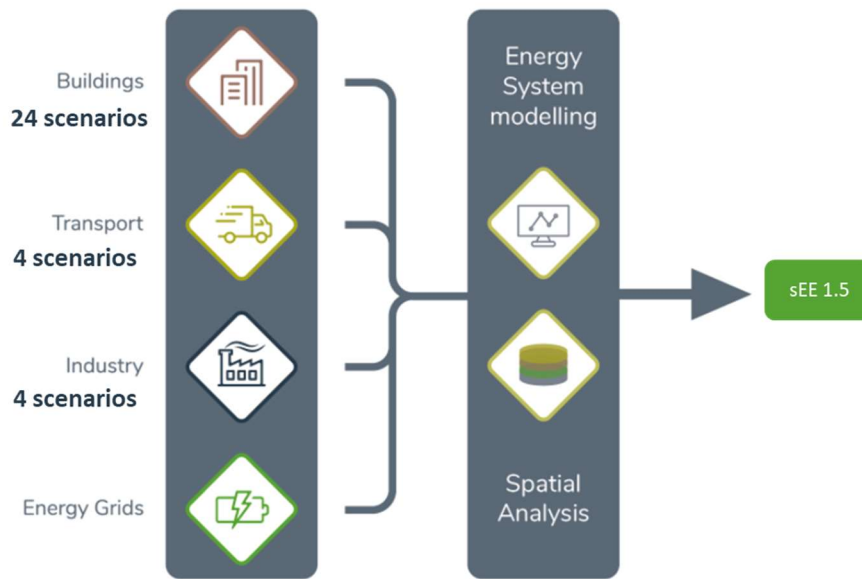 Buildings
24 scenarios
Transport
4 scenarios
Industry
4 scenarios
Energy Grids
Energy
System
modelling
Spatial
Analysis
sEE 1.5